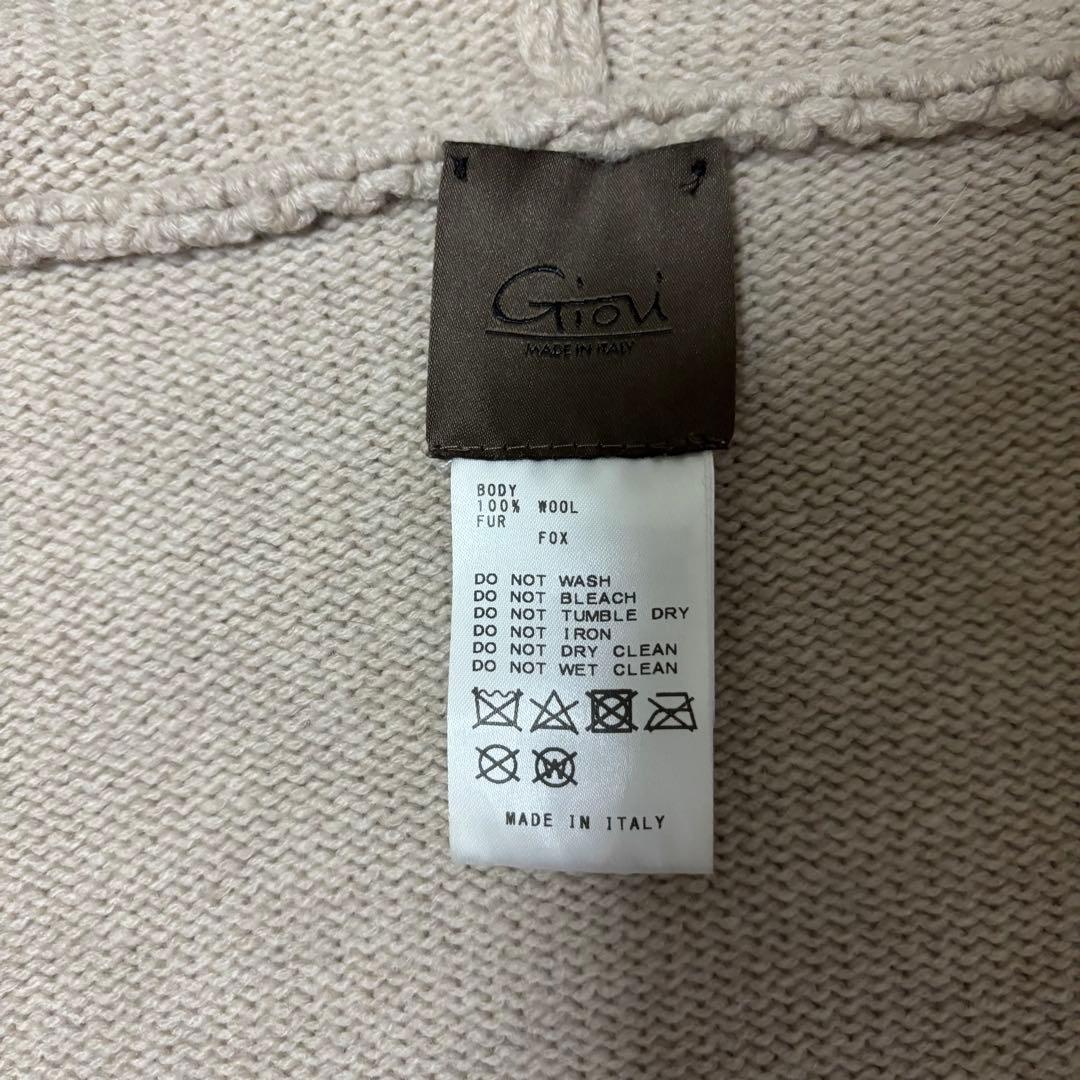 Giovi
MADE IN ITALY
BODY
100% WOOL
FUR
FOX
DO NOT WASH
DO NOT BLEACH
DO NOT TUMBLE DRY
DO NOT IRON
DO NOT DRY CLEAN
DO NOT WET CLEAN
W
MADE IN ITALY